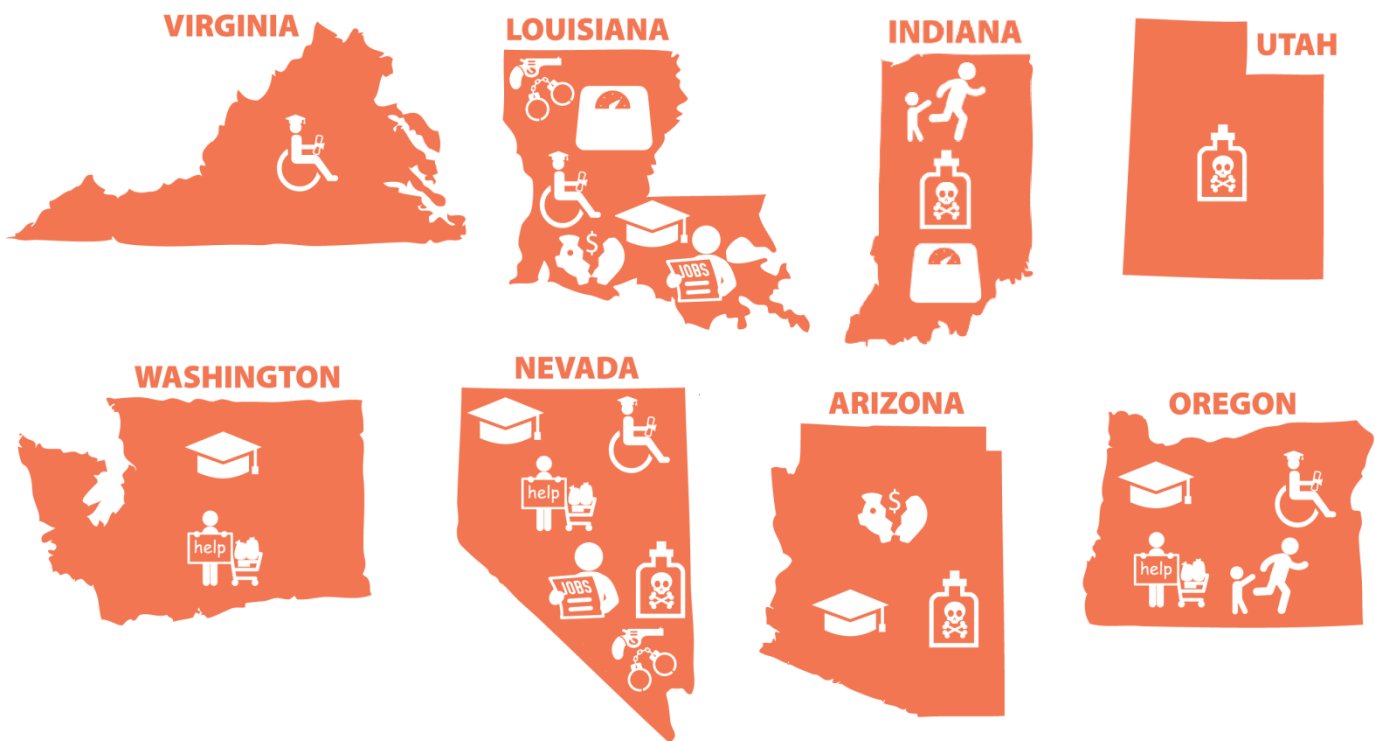 VIRGINIA
LOUISIANA
INDIANA
UTAH
$
JOBS
WASHINGTON
NEVADA
ARIZONA
OREGON
help
help
JOBS
$
help